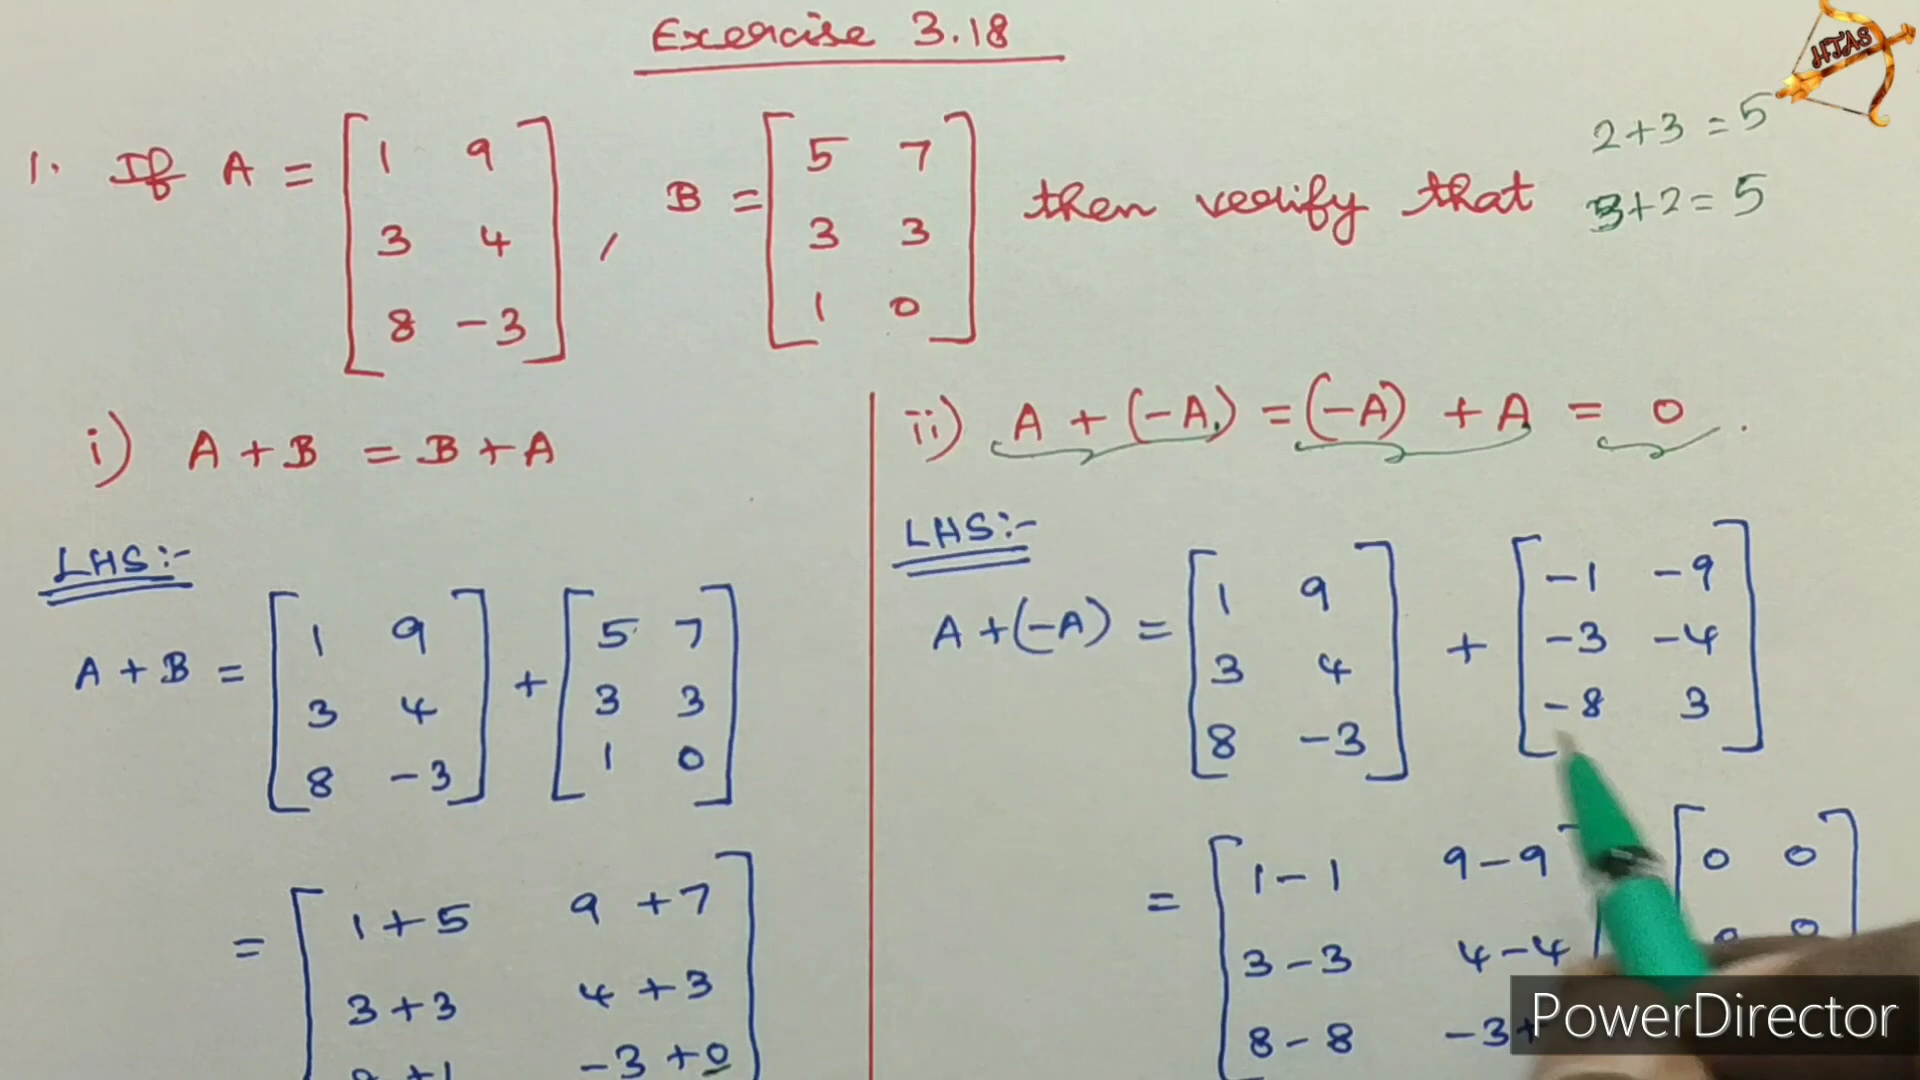 Exercise 3.18
HTAS
1. If A = [1 9
3 4
8 -3], B = [5 7
3 3
1 0] then verify that
2+3 = 5
3+2 = 5
i) A + B = B + A
LHS:-
A + B = [1 9
3 4
8 -3] + [5 7
3 3
1 0]
= [1+5 9+7
3+3 4+3
-3+0
ii) A + (-A) = (-A) + A = 0.
LHS:-
A+(-A) = [1 9
3 4
8 -3] + [-1 -9
-3 -4
-8 3]
= [1-1 9-9 [0 0]
3-3 4-4 0 0
8-8 -3+
PowerDirector